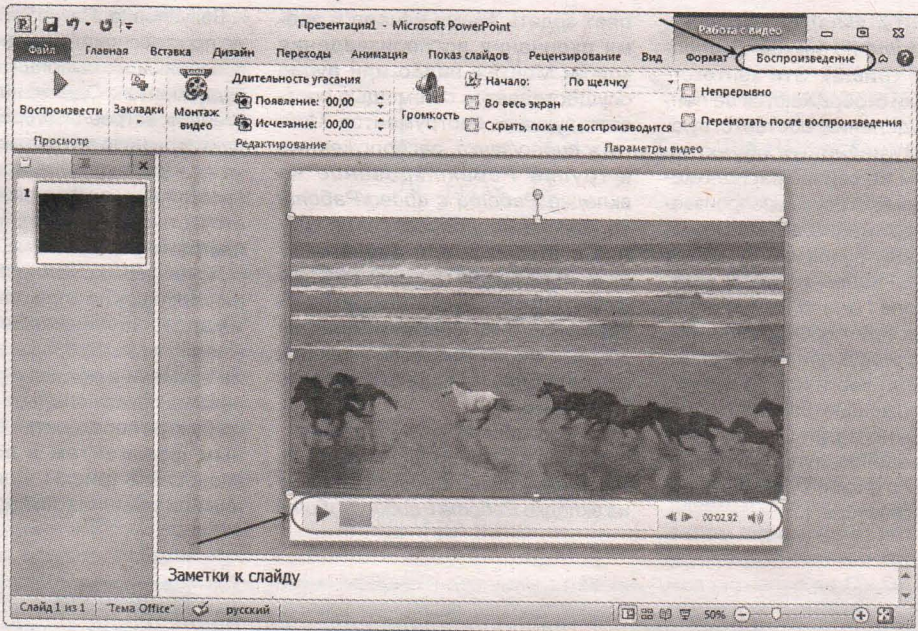 Презентация1 - Microsoft PowerPoint
Работа с видео
Файл Главная Вставка Дизайн Переходы Анимация Показ слайдов Рецензирование Вид Формат Воспроизведение
Воспроизвести
Просмотр
Закладки
Монтаж видео
Длительность угасания
Появление: 00,00
Исчезание: 00,00
Редактирование
Громкость
Начало: По щелчку
Во весь экран
Скрыть, пока не воспроизводится
Непрерывно
Перемотать после воспроизведения
Параметры видео
1
00:02,92
Заметки к слайду
Слайд 1 из 1 "Тема Office" русский 50%